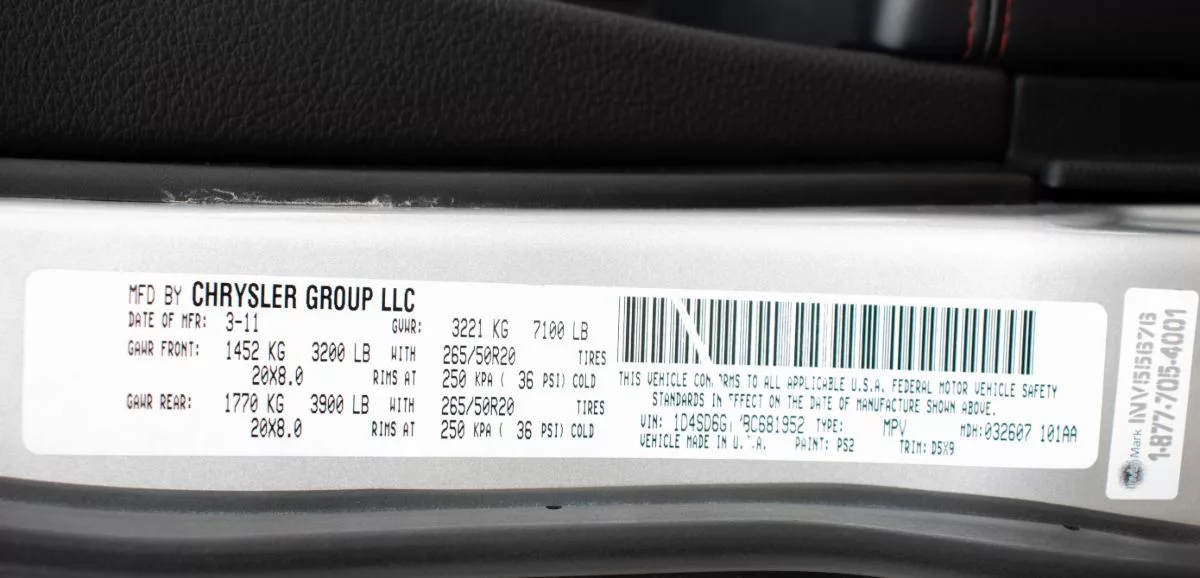 MFD BY CHRYSLER GROUP LLC
DATE OF MFR: 3-11 GVWR: 3221 KG 7100 LB
GAWR FRONT: 1452 KG 3200 LB WITH 265/50R20 TIRES
20X8.0 RIMS AT 250 KPA ( 36 PSI) COLD
GAWR REAR: 1770 KG 3900 LB WITH 265/50R20 TIRES
20X8.0 RIMS AT 250 KPA ( 36 PSI) COLD
THIS VEHICLE TO ALL APPLICABLE U.S.A. FEDERAL MOTOR VEHICLE SAFETY
STANDARDS IN EFFECT ON THE DATE OF MANUFACTURE SHOWN ABOVE.
VIN: TYPE: MPV MDH:032607 101AA
VEHICLE MADE IN U.S.A. PAINT: PS2 TRIM: D5X9
Mark INV55676
1-877-705-4001